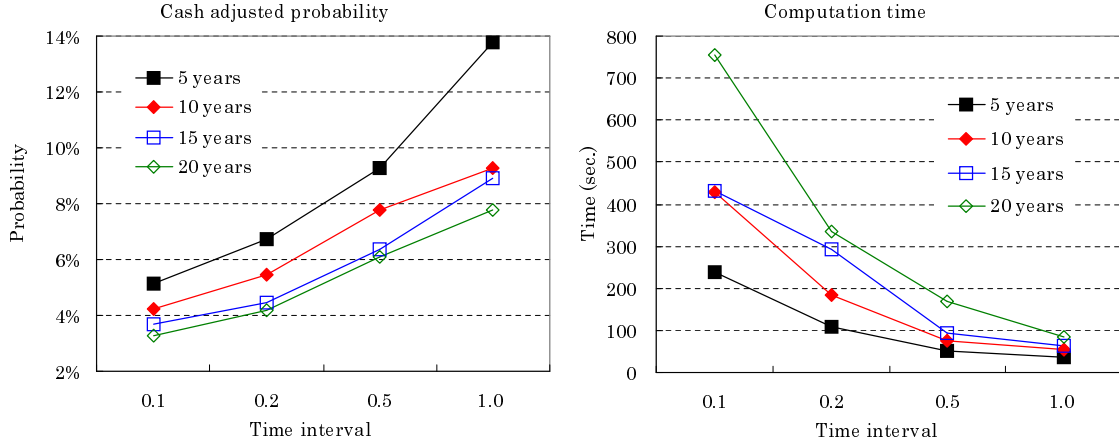 Cash adjusted probability
14%
12%
10%
8%
6%
4%
2%
Probability
5 years
10 years
15 years
20 years
0.1 0.2 0.5 1.0
Time interval
Computation time
800
700
600
500
400
300
200
100
0
Time (sec.)
5 years
10 years
15 years
20 years
0.1 0.2 0.5 1.0
Time interval